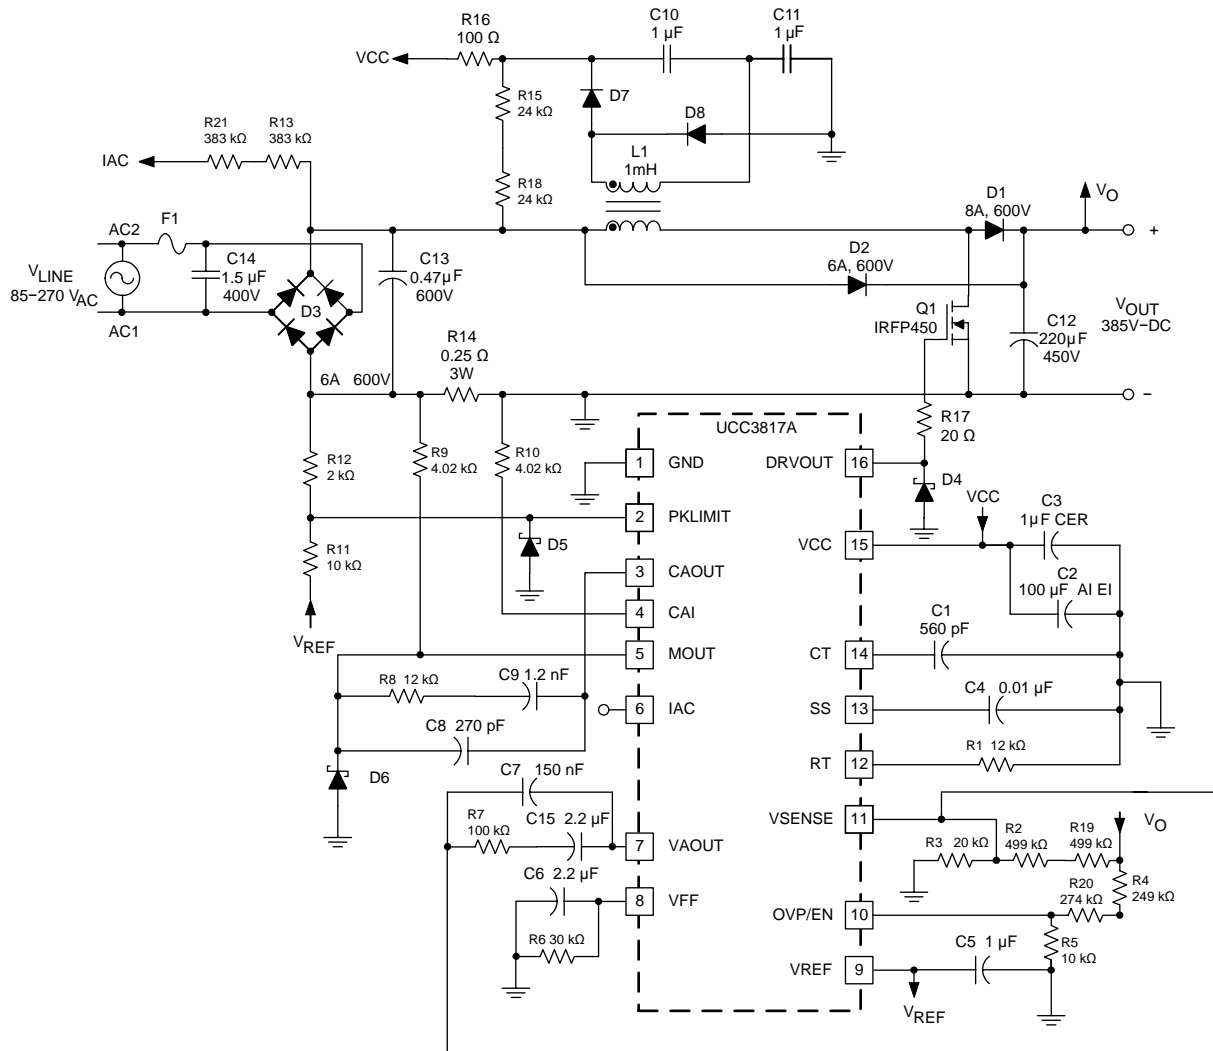 R16
100 Ω
C10
1 µF
C11
1 µF
VCC
D7
R15
24 kΩ
D8
R21
383 kΩ
R13
383 kΩ
IAC
L1
1mH
R18
24 kΩ
D1
8A, 600V
VO
F1
AC2
D2
6A, 600V
+
VLINE
85−270 VAC
C14
1.5 µF
400V
C13
0.47µF
600V
D3
Q1
IRFP450
VOUT
385V−DC
C12
220µF
450V
AC1
R14
0.25 Ω
3W
6A 600V
−
R17
20 Ω
UCC3817A
R12
2 kΩ
R9
4.02 kΩ
R10
4.02 kΩ
1
GND
DRVOUT
16
D4
VCC
C3
1µF CER
2
PKLIMIT
D5
R11
10 kΩ
VCC
15
3
CAOUT
C2
100 µF AI EI
4
CAI
C1
560 pF
VREF
5
MOUT
CT
14
R8 12 kΩ
C9 1.2 nF
C4 0.01 µF
6
IAC
SS
13
C8 270 pF
R1 12 kΩ
RT
12
D6
C7
150 nF
VSENSE
11
R7
100 kΩ
C15 2.2 µF
VO
R3 20 kΩ
R2
499 kΩ
R19
499 kΩ
7
VAOUT
C6 2.2 µF
R20
274 kΩ
R4
249 kΩ
8
VFF
OVP/EN
10
R6 30 kΩ
R5
10 kΩ
C5 1 µF
VREF
9
VREF